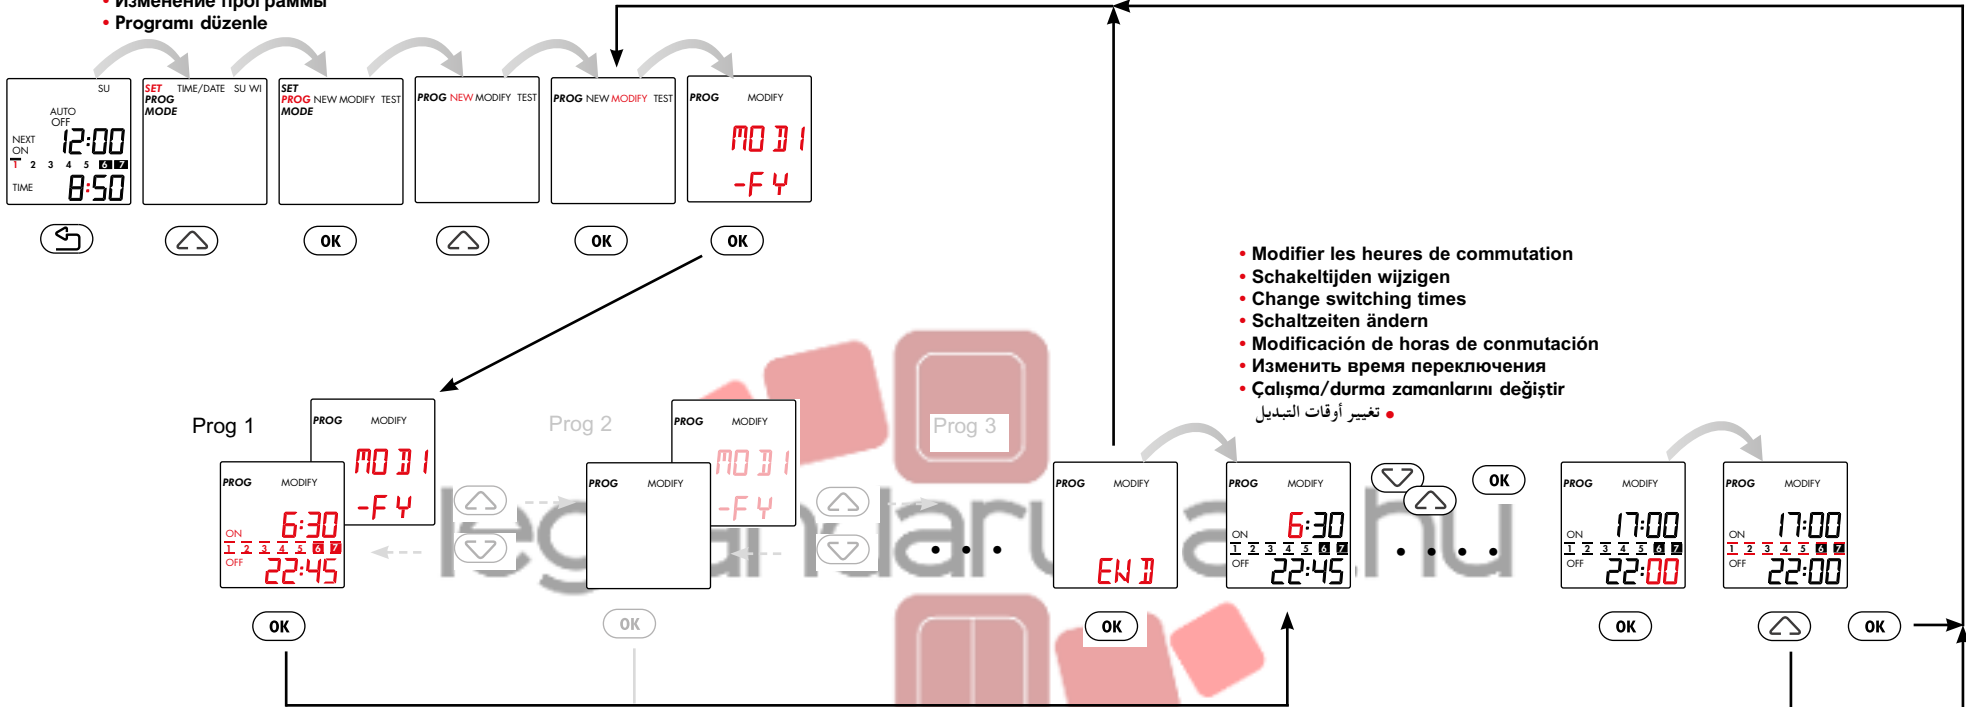 • Изменение программы
• Programı düzenle
SU
AUTO
OFF
NEXT
ON
12:00
1 2 3 4 5 6 7
TIME
8:50
SET TIME/DATE SU WI
PROG
MODE
SET
PROG NEW MODIFY TEST
MODE
PROG NEW MODIFY TEST
PROG NEW MODIFY TEST
PROG MODIFY
MODI
-FY
OK
OK
OK
• Modifier les heures de commutation
• Schakeltijden wijzigen
• Change switching times
• Schaltzeiten ändern
• Modificación de horas de conmutación
• Изменить время переключения
• Çalışma/durma zamanlarını değiştir
• تغيير أوقات التبديل
Prog 1
PROG MODIFY
MODI
-FY
PROG MODIFY
ON
6:30
1 2 3 4 5 6 7
OFF
22:45
OK
Prog 2
PROG MODIFY
MODI
-FY
PROG MODIFY
OK
Prog 3
PROG MODIFY
END
OK
PROG MODIFY
ON
6:30
1 2 3 4 5 6 7
OFF
22:45
OK
PROG MODIFY
ON
17:00
1 2 3 4 5 6 7
OFF
22:00
OK
PROG MODIFY
ON
17:00
1 2 3 4 5 6 7
OFF
22:00
OK